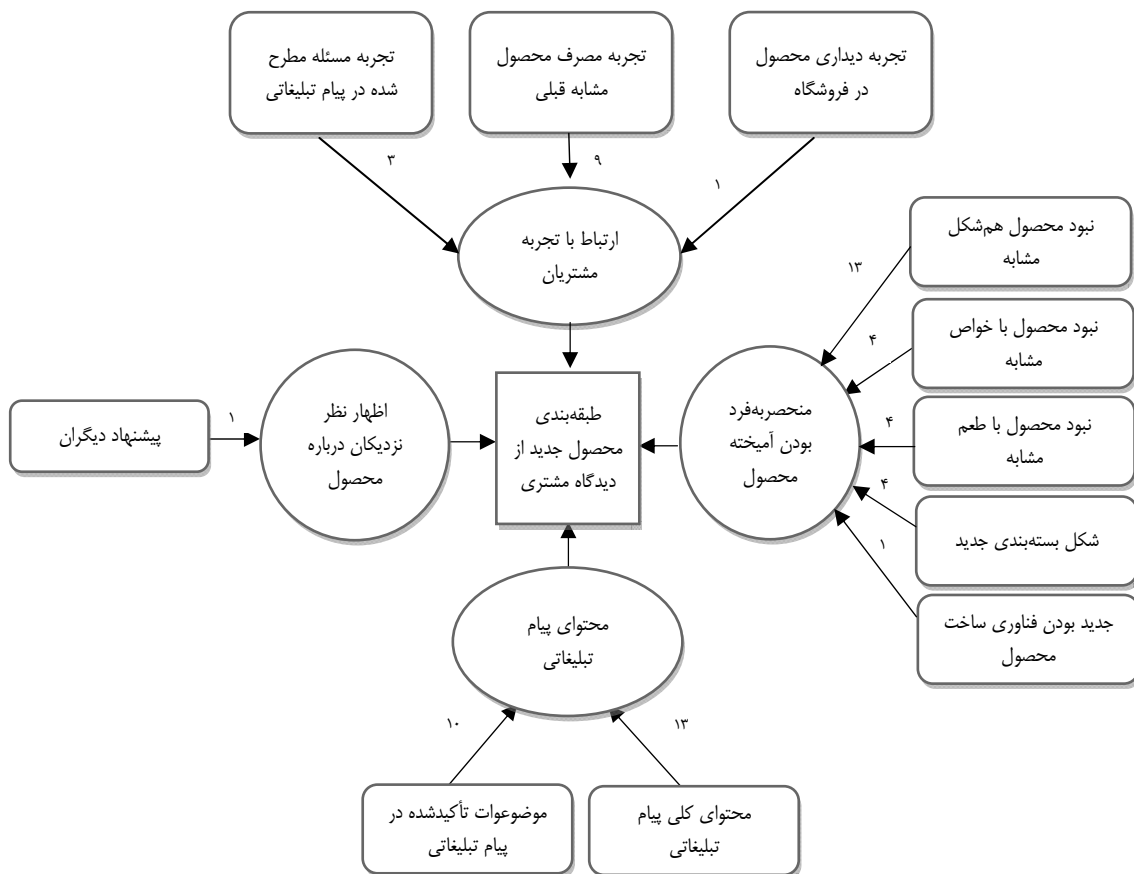 تجربه دیداری محصول
در فروشگاه
تجربه مصرف محصول
مشابه قبلی
تجربه مسئله مطرح
شده در پیام تبلیغاتی
۱
۹
۳
ارتباط با تجربه
مشتریان
نبود محصول هم‌شکل
مشابه
۱۳
نبود محصول با خواص
مشابه
۴
نبود محصول با طعم
مشابه
۴
شکل بسته‌بندی جدید
۴
جدید بودن فناوری ساخت
محصول
۱
منحصربه‌فرد
بودن آمیخته
محصول
طبقه‌بندی
محصول جدید از
دیدگاه مشتری
اظهار نظر
نزدیکان درباره
محصول
۱
پیشنهاد دیگران
محتوای پیام
تبلیغاتی
۱۳
۱۰
محتوای کلی پیام
تبلیغاتی
موضوعوات تأکیدشده در
پیام تبلیغاتی